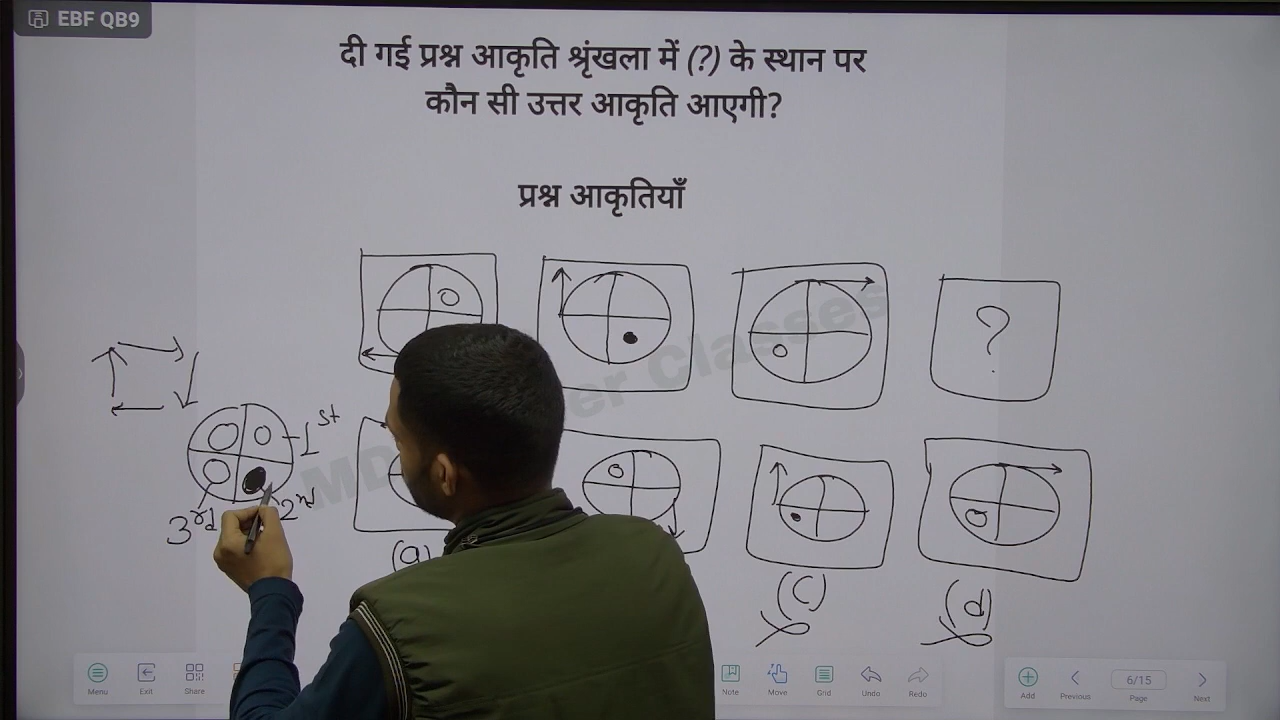 EBF QB9
दी गई प्रश्न आकृति श्रृंखला में (?) के स्थान पर
कौन सी उत्तर आकृति आएगी?
प्रश्न आकृतियाँ
?
1st
2nd
3rd
(a)
(c)
(d)
Menu
Exit
Share
Note
Move
Grid
Undo
Redo
Add
Previous
6/15
Page
Next